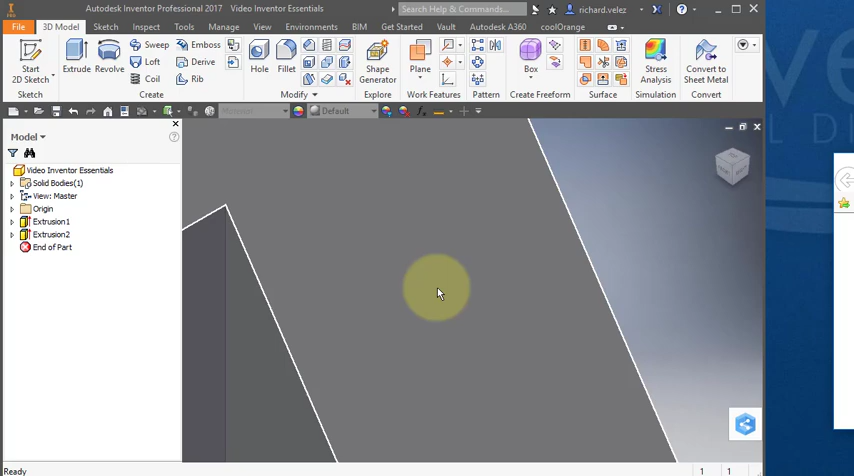 Autodesk Inventor Professional 2017 Video Inventor Essentials
Search Help & Commands...
richard.velez
File 3D Model Sketch Inspect Tools Manage View Environments BIM Get Started Vault Autodesk A360 coolOrange
Start
2D Sketch
Extrude
Revolve
Sweep
Loft
Coil
Emboss
Derive
Rib
Hole
Fillet
Shape
Generator
Plane
Box
Stress
Analysis
Convert to
Sheet Metal
Sketch Create Modify Explore Work Features Pattern Create Freeform Surface Simulation Convert
Default
Model
Video Inventor Essentials
Solid Bodies(1)
View: Master
Origin
Extrusion1
Extrusion2
End of Part
Ready
1 1